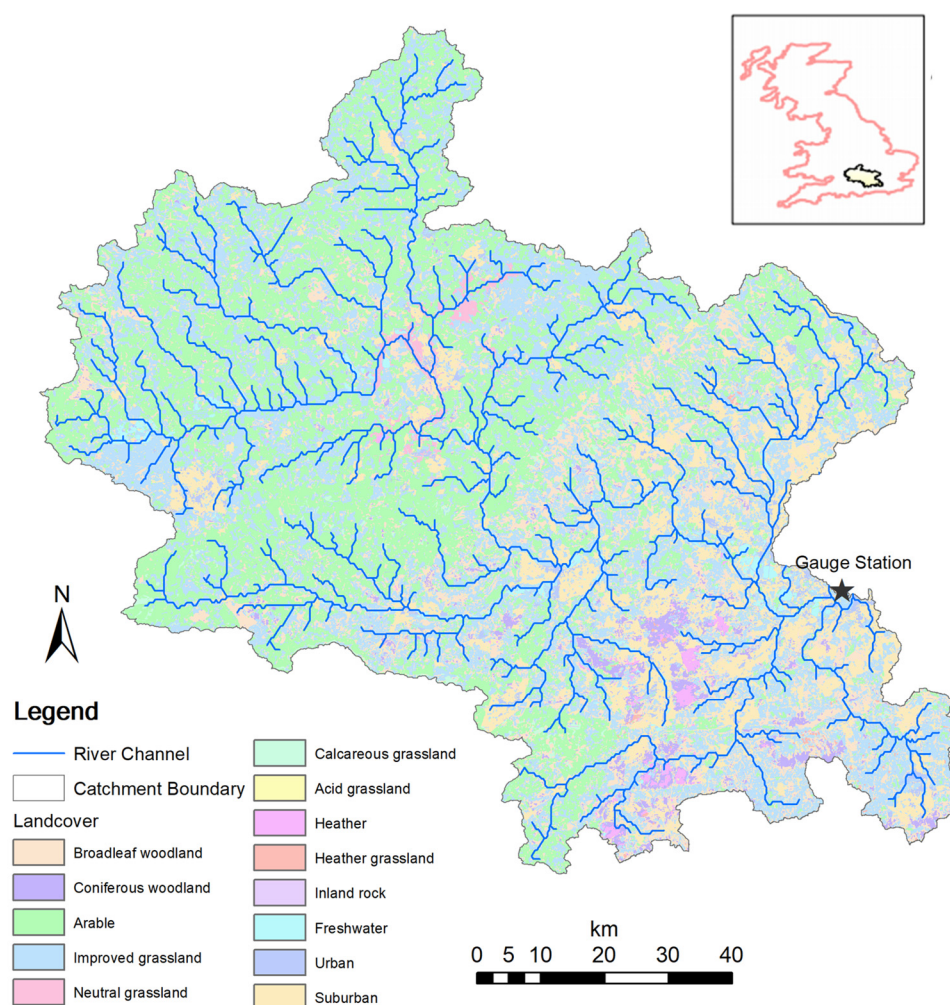 Gauge Station
N
Legend
River Channel
Catchment Boundary
Landcover
Broadleaf woodland
Coniferous woodland
Arable
Improved grassland
Neutral grassland
Calcareous grassland
Acid grassland
Heather
Heather grassland
Inland rock
Freshwater
Urban
Suburban
km
0 5 10 20 30 40